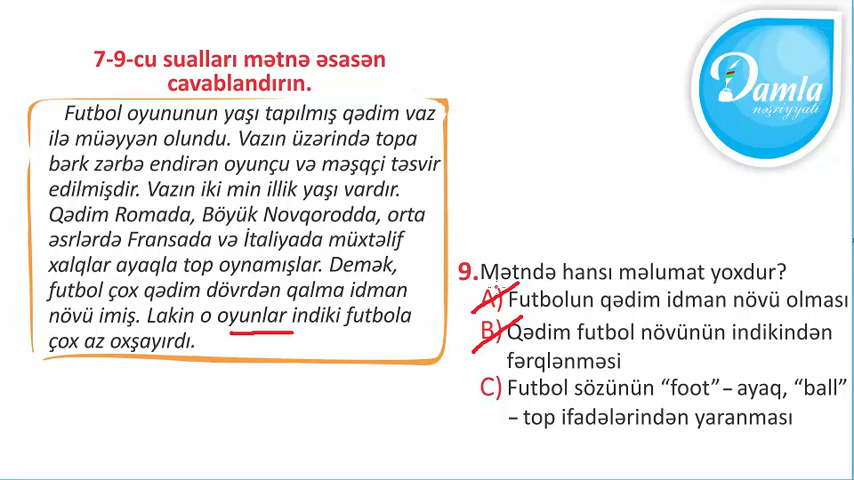 7-9-cu sualları mətnə əsasən
cavablandırın.
Futbol oyununun yaşı tapılmış qədim vaz
ilə müəyyən olundu. Vazın üzərində topa
bərk zərbə endirən oyunçu və məşqçi təsvir
edilmişdir. Vazın iki min illik yaşı vardır.
Qədim Romada, Böyük Novqorodda, orta
əsrlərdə Fransada və İtaliyada müxtəlif
xalqlar ayaqla top oynamışlar. Demək,
futbol çox qədim dövrdən qalma idman
növü imiş. Lakin o oyunlar indiki futbola
çox az oxşayırdı.
Damla
nəşriyyatı
9.Mətndə hansı məlumat yoxdur?
A) Futbolun qədim idman növü olması
B) Qədim futbol növünün indikindən
fərqlənməsi
C) Futbol sözünün “foot” – ayaq, “ball”
– top ifadələrindən yaranması